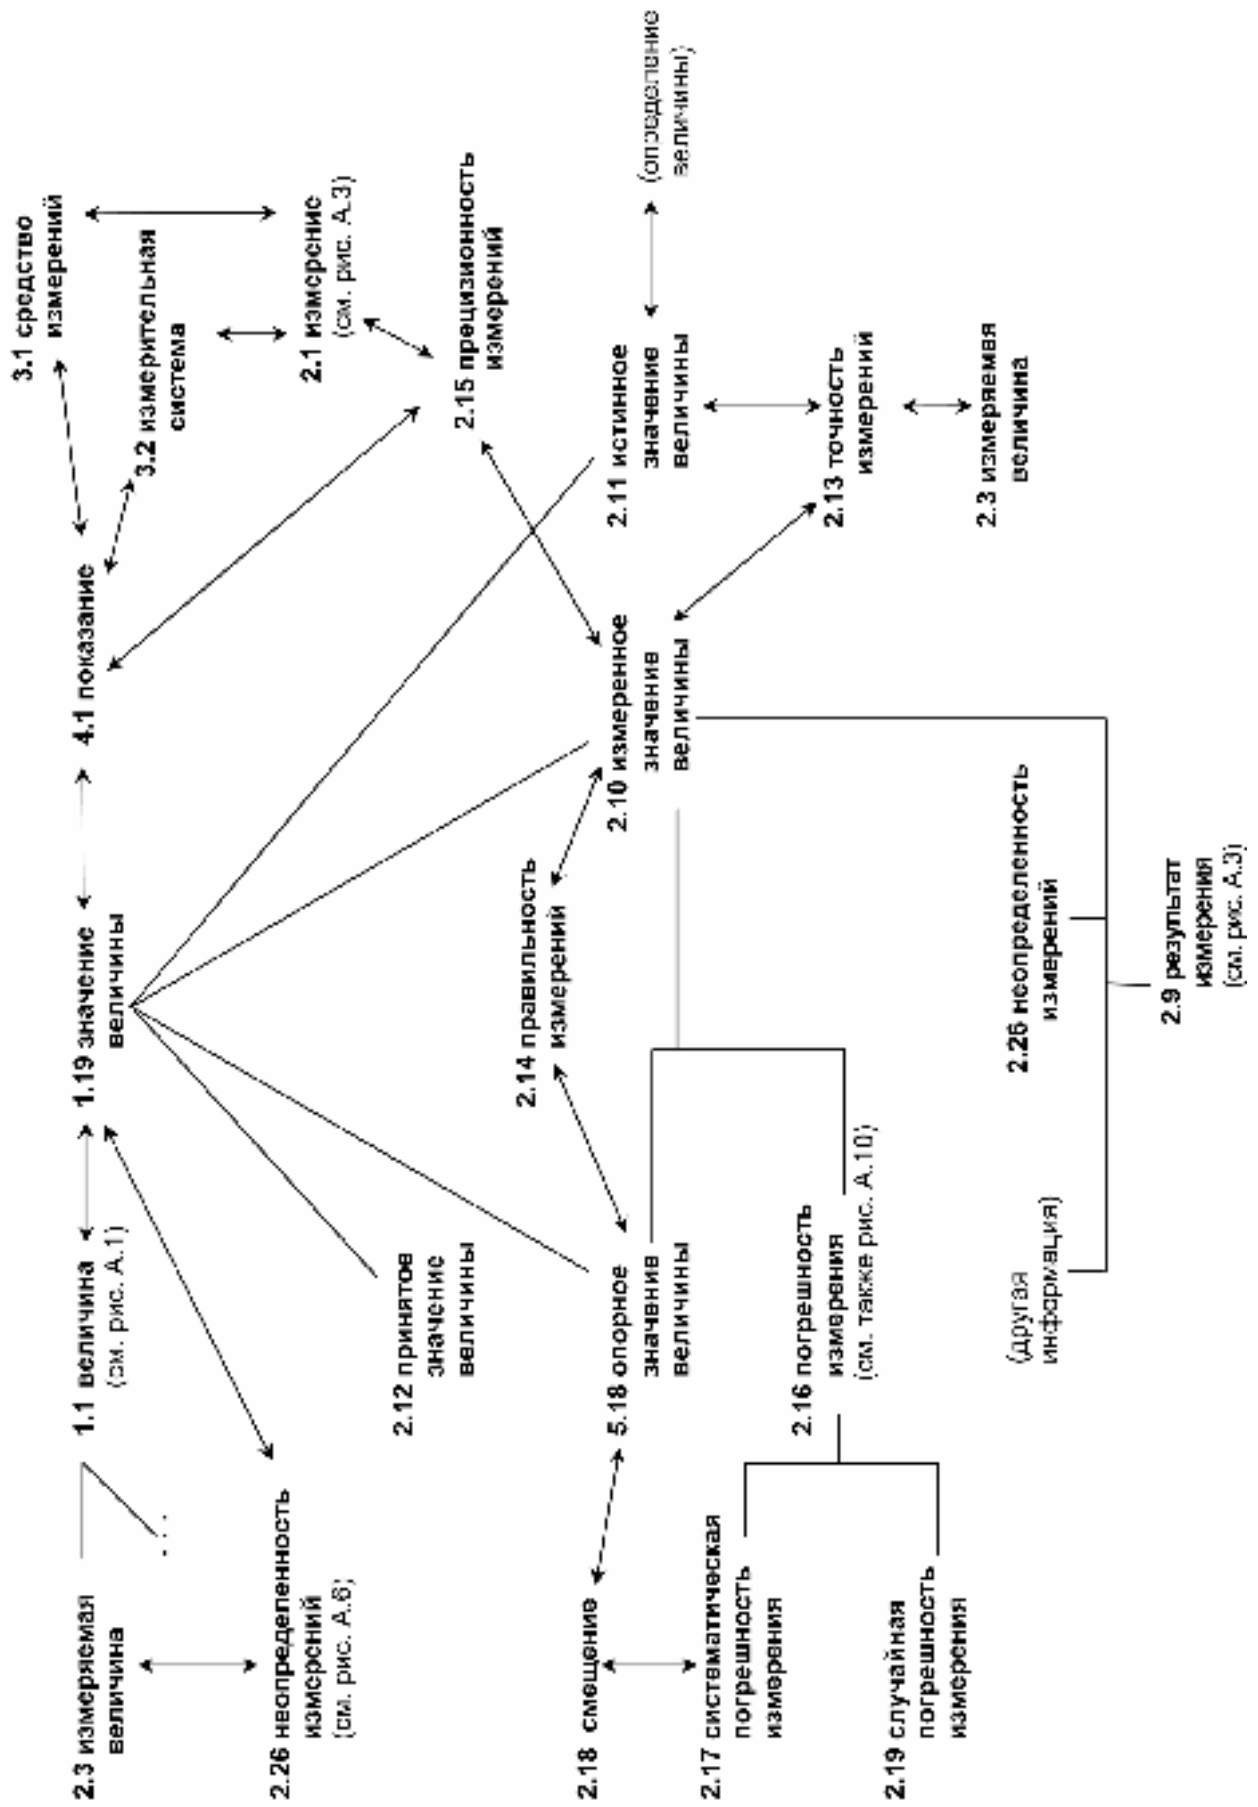 2.3 измеряемая
величина
1.1 величина
(см. рис. А.1)
1.19 значение
величины
4.1 показание
3.1 средство
измерений
3.2 измерительная
система
2.26 неопределенность
измерений
(см. рис. А.6)
2.1 измерение
(см. рис. А.3)
2.12 принятое
значение
величины
2.15 прецизионность
измерений
2.14 правильность
измерений
2.18 смещение
5.18 опорное
значение
величины
2.10 измеренное
значение
величины
2.11 истинное
значение
величины
(определение
величины)
2.17 систематическая
погрешность
измерения
2.16 погрешность
измерения
(см. также рис. А.10)
2.13 точность
измерений
2.19 случайная
погрешность
измерения
2.3 измеряемая
величина
(другая
информация)
2.26 неопределенность
измерений
2.9 результат
измерения
(см. рис. А.3)
...